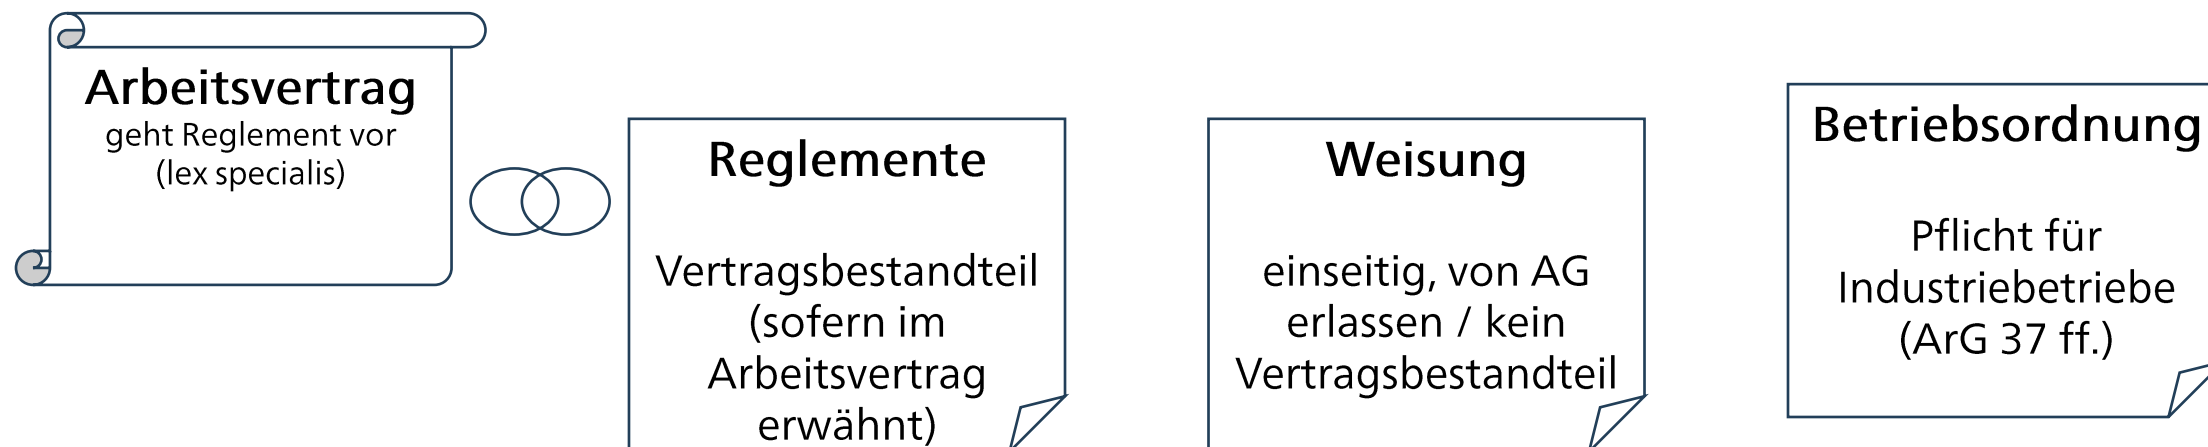 Arbeitsvertrag
geht Reglement vor
(lex specialis)
Reglemente
Vertragsbestandteil
(sofern im
Arbeitsvertrag
erwähnt)
Weisung
einseitig, von AG
erlassen / kein
Vertragsbestandteil
Betriebsordnung
Pflicht für
Industriebetriebe
(ArG 37 ff.)